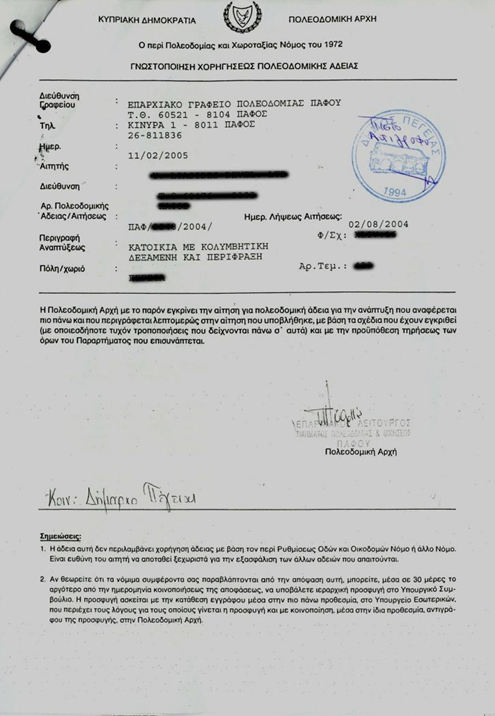 ΚΥΠΡΙΑΚΗ ΔΗΜΟΚΡΑΤΙΑ ΠΟΛΕΟΔΟΜΙΚΗ ΑΡΧΗ
Ο περί Πολεοδομίας και Χωροταξίας Νόμος του 1972
ΓΝΩΣΤΟΠΟΙΗΣΗ ΧΟΡΗΓΗΣΕΩΣ ΠΟΛΕΟΔΟΜΙΚΗΣ ΑΔΕΙΑΣ
Διεύθυνση
Γραφείου : ΕΠΑΡΧΙΑΚΟ ΓΡΑΦΕΙΟ ΠΟΛΕΟΔΟΜΙΑΣ ΠΑΦΟΥ
Τ.Θ. 60521 - 8104 ΠΑΦΟΣ
Τηλ. : ΚΙΝΥΡΑ 1 - 8011 ΠΑΦΟΣ
26-811836
Ημερ. : 11/02/2005
ΠΕΓΕΙΑΣ
1994
Αιτητής :
Διεύθυνση :
Αρ. Πολεοδομικής
Άδειας/Αιτήσεως : ΠΑΦ/ /2004/
Ημερ. Λήψεως Αιτήσεως: 02/08/2004
Φ/Σχ:
Περιγραφή
Αναπτύξεως : ΚΑΤΟΙΚΙΑ ΜΕ ΚΟΛΥΜΒΗΤΙΚΗ
ΔΕΞΑΜΕΝΗ ΚΑΙ ΠΕΡΙΦΡΑΞΗ
Πόλη/χωριό : Αρ.Τεμ.:
Η Πολεοδομική Αρχή με το παρόν εγκρίνει την αίτηση για πολεοδομική άδεια για την ανάπτυξη που αναφέρεται
πιο πάνω και που περιγράφεται λεπτομερώς στην αίτηση που υποβλήθηκε, με βάση τα σχέδια που έχουν εγκριθεί
(με οποιεσδήποτε τυχόν τροποποιήσεις που δείχνονται πάνω σ' αυτά) και με την προϋπόθεση τηρήσεως των
όρων του Παραρτήματος που επισυνάπτεται.
ΕΠΑΡΧΙΑΚΟΣ ΛΕΙΤΟΥΡΓΟΣ
ΤΜΗΜΑΤΟΣ ΠΟΛΕΟΔΟΜΙΑΣ & ΟΙΚΗΣΕΩΣ
ΠΑΦΟΥ
Πολεοδομική Αρχή
Κοιν: Δήμαρχο Πέγειας
Σημειώσεις:
1. Η άδεια αυτή δεν περιλαμβάνει χορήγηση άδειας με βάση τον περί Ρυθμίσεως Οδών και Οικοδομών Νόμο ή άλλο Νόμο.
Είναι ευθύνη του αιτητή να αποταθεί ξεχωριστά για την εξασφάλιση των άλλων αδειών που απαιτούνται.
2. Αν θεωρείτε ότι τα νόμιμα συμφέροντα σας παραβλάπτονται από την απόφαση αυτή, μπορείτε, μέσα σε 30 μέρες το
αργότερο από την ημερομηνία κοινοποιήσεως της αποφάσεως, να υποβάλετε ιεραρχική προσφυγή στο Υπουργικό Συμ-
βούλιο. Η προσφυγή ασκείται με την κατάθεση εγγράφου μέσα στην πιο πάνω προθεσμία, στο Υπουργείο Εσωτερικών,
που περιέχει τους λόγους για τους οποίους γίνεται η προσφυγή και με κοινοποίηση, μέσα στην ίδια προθεσμία, αντιγρά-
φου της προσφυγής, στην Πολεοδομική Αρχή.